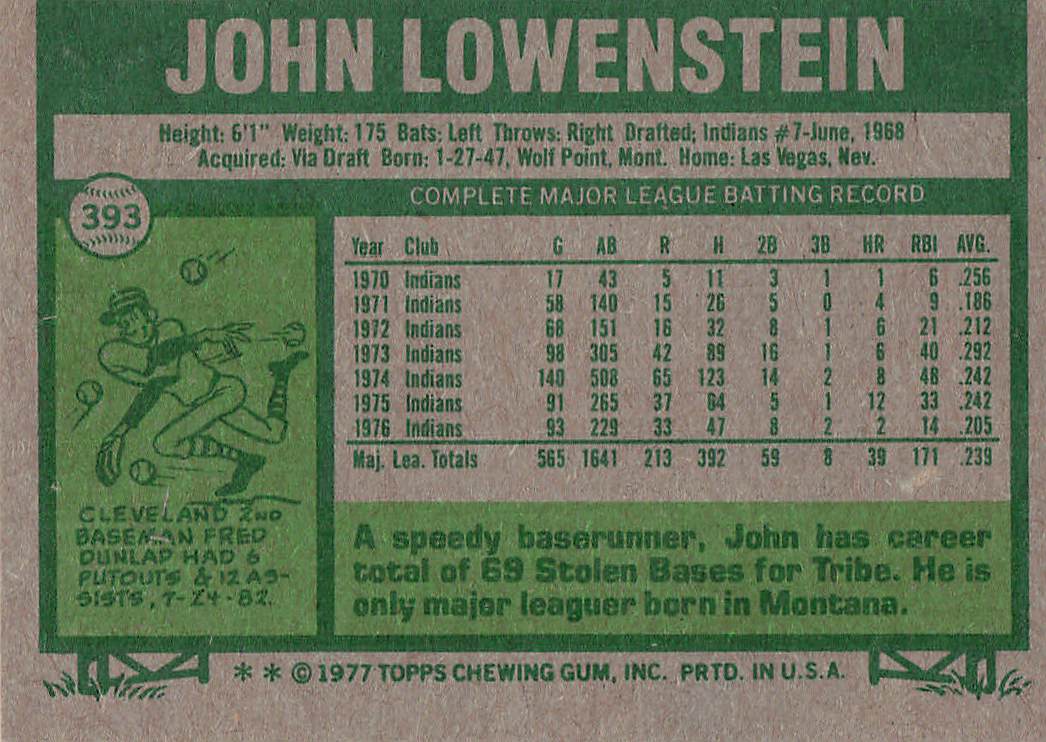 JOHN LOWENSTEIN
Height: 6'1" Weight: 175 Bats: Left Throws: Right Drafted: Indians #7-June, 1968
Acquired: Via Draft Born: 1-27-47, Wolf Point, Mont. Home: Las Vegas, Nev.
393
COMPLETE MAJOR LEAGUE BATTING RECORD
Year Club G AB R H 2B 3B HR RBI AVG.
1970 Indians 17 43 5 11 3 1 1 6 .256
1971 Indians 58 140 15 26 5 0 4 9 .186
1972 Indians 68 151 16 32 8 1 6 21 .212
1973 Indians 98 305 42 89 16 1 6 40 .292
1974 Indians 140 508 65 123 14 2 8 48 .242
1975 Indians 91 265 37 64 5 1 12 33 .242
1976 Indians 93 229 33 47 8 2 2 14 .205
Maj. Lea. Totals 565 1641 213 392 59 8 39 171 .239
CLEVELAND 2ND
BASEMAN FRED
DUNLAP HAD 6
PUTOUTS & 12 AS-
SISTS, 7-24-82.
A speedy baserunner, John has career
total of 69 Stolen Bases for Tribe. He is
only major leaguer born in Montana.
* * © 1977 TOPPS CHEWING GUM, INC. PRTD. IN U.S.A.